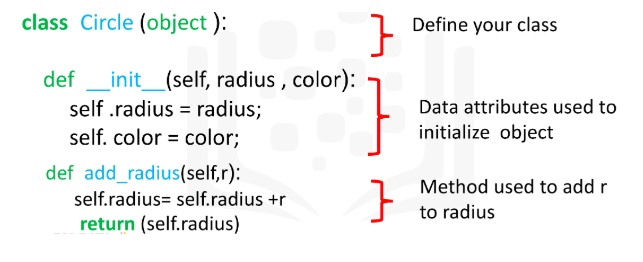 class Circle (object ):
Define your class
def __init__(self, radius , color):
self .radius = radius;
self. color = color;
Data attributes used to
initialize object
def add_radius(self,r):
self.radius= self.radius +r
return (self.radius)
Method used to add r
to radius